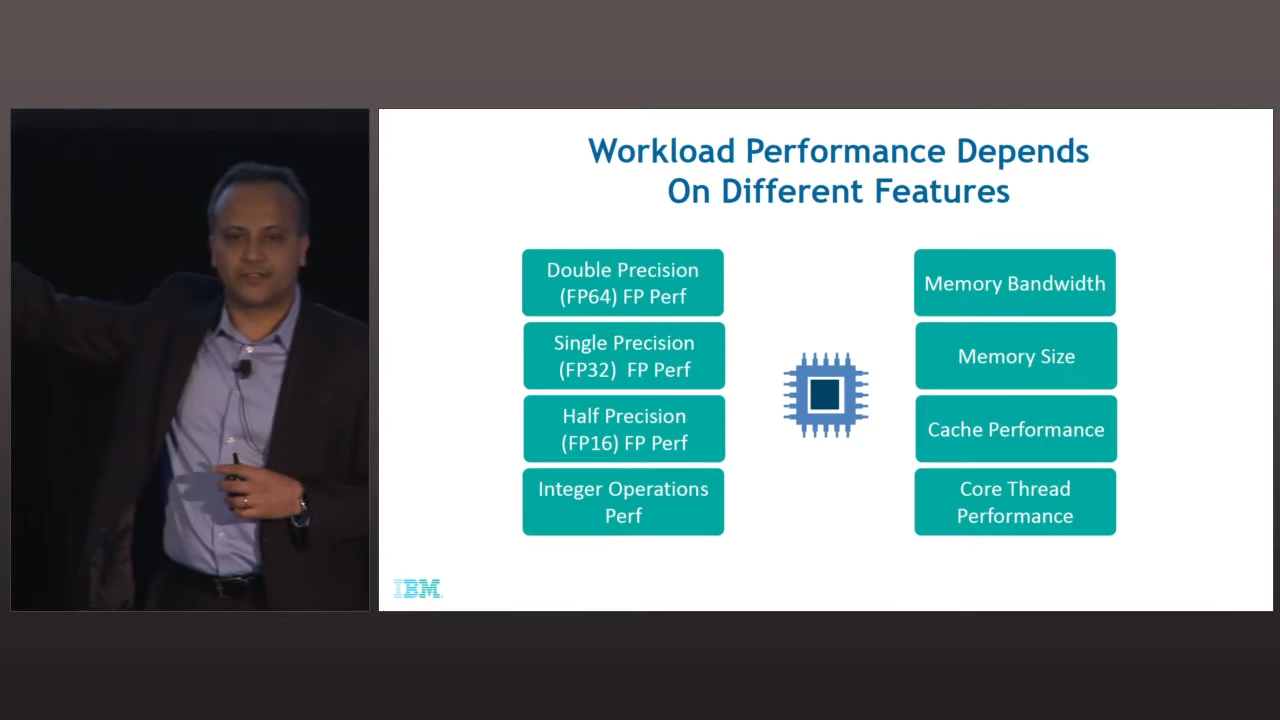 Workload Performance Depends
On Different Features
Double Precision
(FP64) FP Perf
Single Precision
(FP32) FP Perf
Half Precision
(FP16) FP Perf
Integer Operations
Perf
Memory Bandwidth
Memory Size
Cache Performance
Core Thread
Performance
IBM